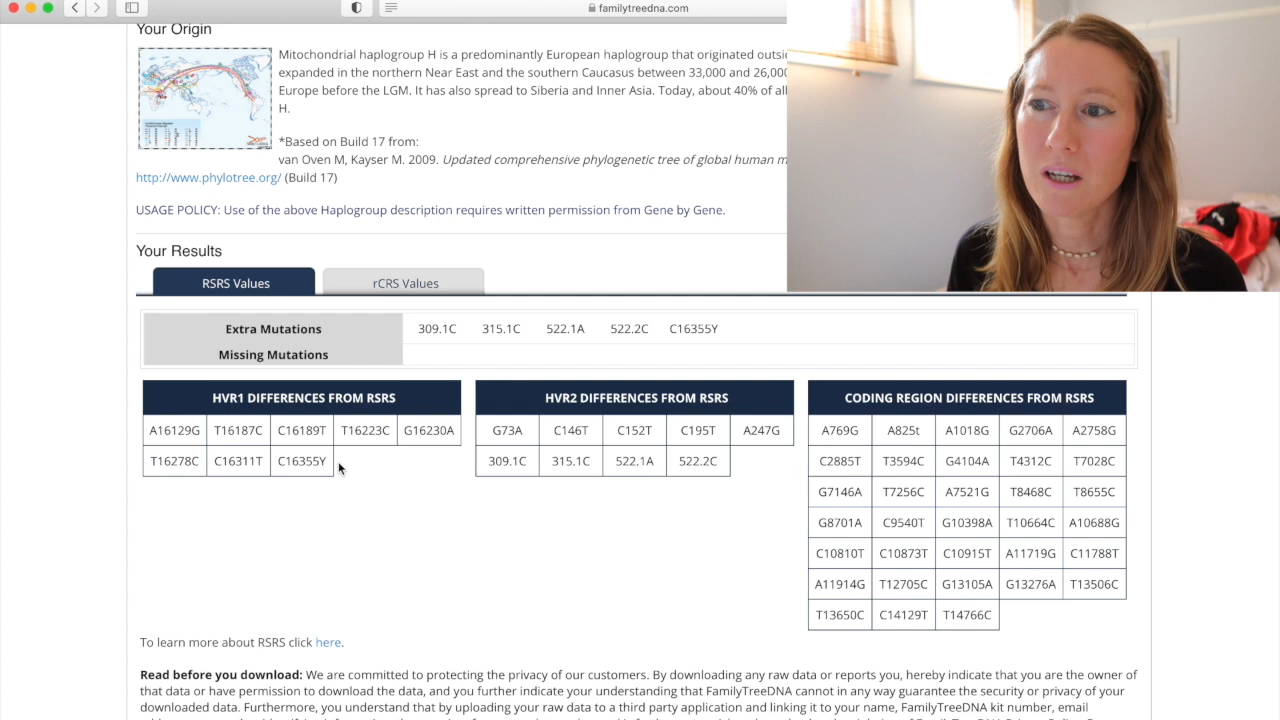 familytreedna.com
Your Origin
Mitochondrial haplogroup H is a predominantly European haplogroup that originated outsi
expanded in the northern Near East and the southern Caucasus between 33,000 and 26,000
Europe before the LGM. It has also spread to Siberia and Inner Asia. Today, about 40% of all
H.
*Based on Build 17 from:
van Oven M, Kayser M. 2009. Updated comprehensive phylogenetic tree of global human m
http://www.phylotree.org/ (Build 17)
USAGE POLICY: Use of the above Haplogroup description requires written permission from Gene by Gene.
Your Results
RSRS Values rCRS Values
Extra Mutations 309.1C 315.1C 522.1A 522.2C C16355Y
Missing Mutations
HVR1 DIFFERENCES FROM RSRS
A16129G T16187C C16189T T16223C G16230A
T16278C C16311T C16355Y
HVR2 DIFFERENCES FROM RSRS
G73A C146T C152T C195T A247G
309.1C 315.1C 522.1A 522.2C
CODING REGION DIFFERENCES FROM RSRS
A769G A825t A1018G G2706A A2758G
C2885T T3594C G4104A T4312C T7028C
G7146A T7256C A7521G T8468C T8655C
G8701A C9540T G10398A T10664C A10688G
C10810T C10873T C10915T A11719G C11788T
A11914G T12705C G13105A G13276A T13506C
T13650C C14129T T14766C
To learn more about RSRS click here.
Read before you download: We are committed to protecting the privacy of our customers. By downloading any raw data or reports you, hereby indicate that you are the owner of
that data or have permission to download the data, and you further indicate your understanding that FamilyTreeDNA cannot in any way guarantee the security or privacy of your
downloaded data. Furthermore, you understand that by uploading your raw data to a third party application and linking it to your name, FamilyTreeDNA kit number, email